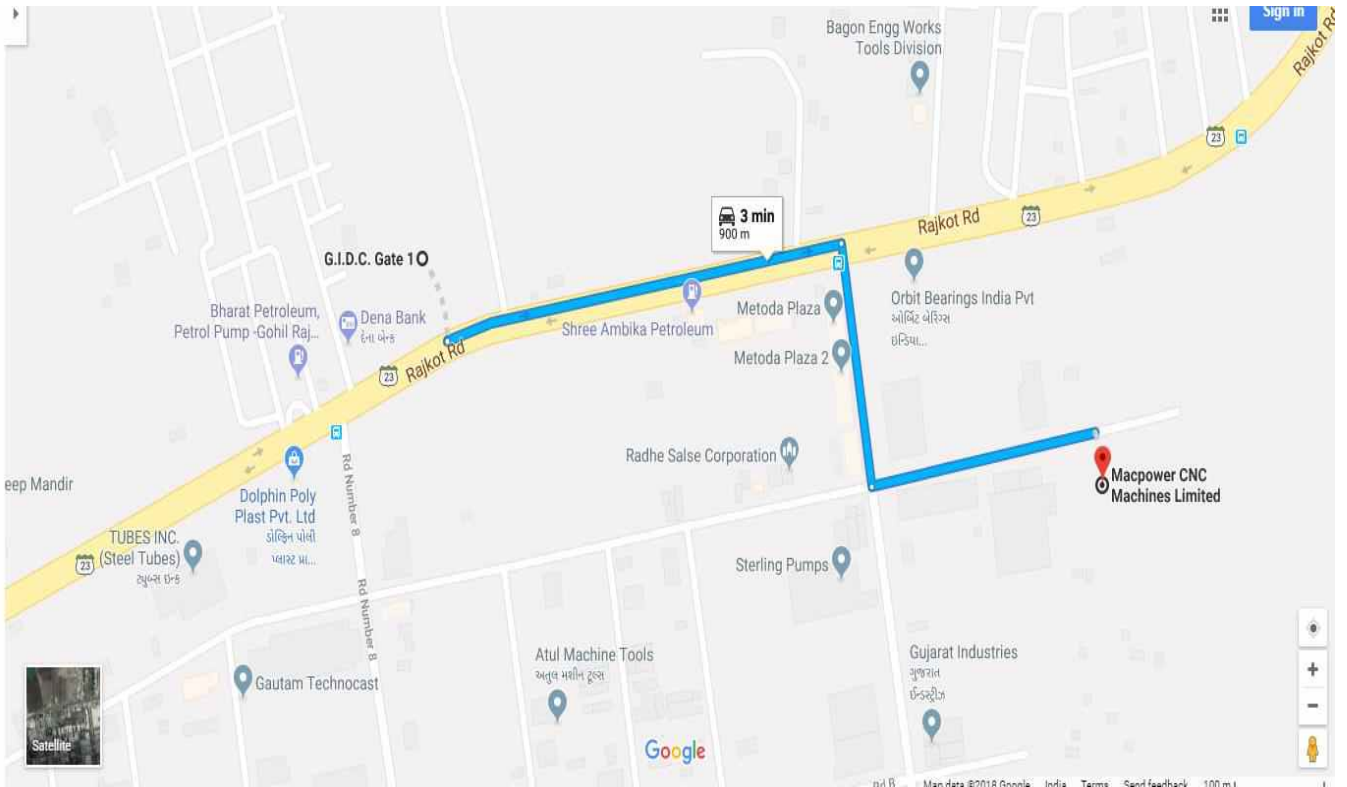 Sign in
Bagon Engg Works
Tools Division
Rajkot Rd
23
3 min
900 m
Rajkot Rd
23
G.I.D.C. Gate 1
Orbit Bearings India Pvt
ઓર્બિટ બેરિંગ્સ
ઇન્ડિયા...
Bharat Petroleum,
Petrol Pump -Gohil Raj...
Dena Bank
દેના બેન્ક
Shree Ambika Petroleum
Metoda Plaza
Metoda Plaza 2
23
Rajkot Rd
Radhe Salse Corporation
Macpower CNC
Machines Limited
eep Mandir
Dolphin Poly
Plast Pvt. Ltd
ડોલ્ફિન પોલી
પ્લાસ્ટ પ્રા...
Rd Number 8
TUBES INC.
(Steel Tubes)
ટ્યુબ્સ ઇન્ક
23
Sterling Pumps
Rd Number 8
Atul Machine Tools
અતુલ મશીન ટૂલ્સ
Gujarat Industries
ગુજરાત
ઈન્ડસ્ટ્રીઝ
Gautam Technocast
Satellite
Google
Rd B
Map data ©2018 Google India Terms Send feedback 100 m